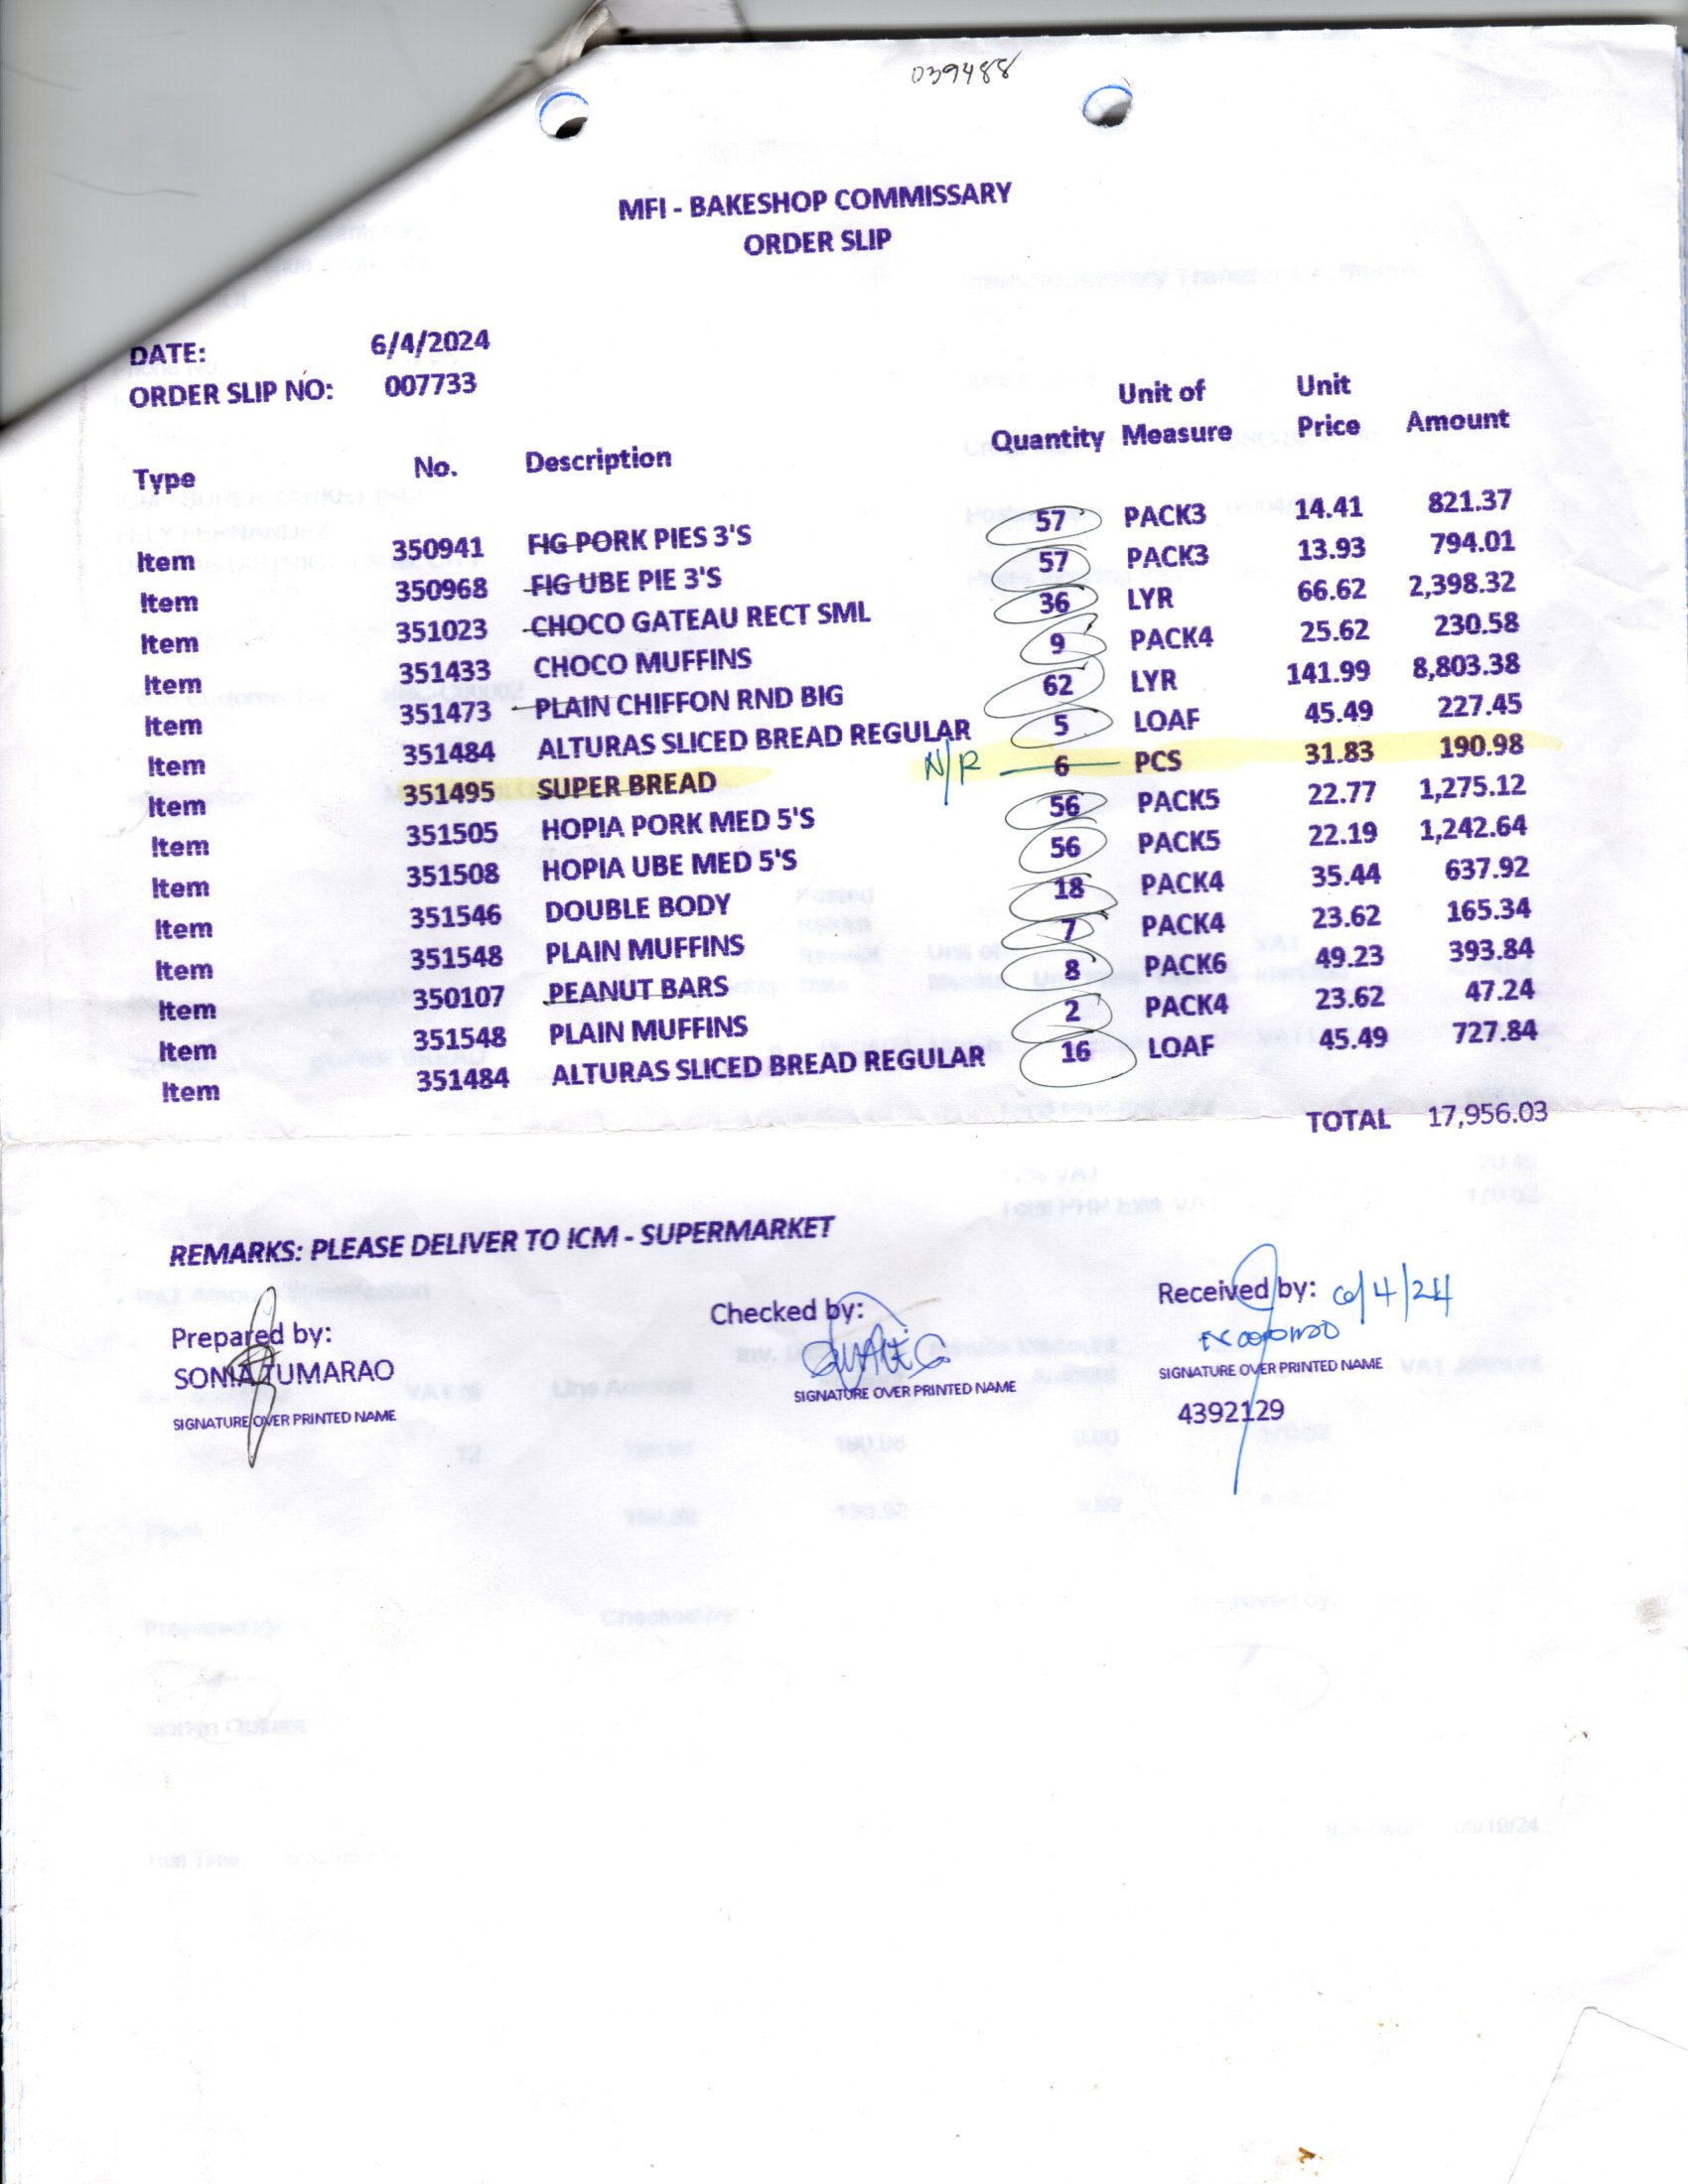 039488
MFI - BAKESHOP COMMISSARY
ORDER SLIP
DATE: 6/4/2024
ORDER SLIP NO: 007733
Type No. Description Quantity Unit of Measure Unit Price Amount
Item 350941 FIG PORK PIES 3'S 57 PACK3 14.41 821.37
Item 350968 FIG UBE PIE 3'S 57 PACK3 13.93 794.01
Item 351023 CHOCO GATEAU RECT SML 36 LYR 66.62 2,398.32
Item 351433 CHOCO MUFFINS 9 PACK4 25.62 230.58
Item 351473 PLAIN CHIFFON RND BIG 62 LYR 141.99 8,803.38
Item 351484 ALTURAS SLICED BREAD REGULAR 5 LOAF 45.49 227.45
Item 351495 SUPER BREAD N/R 6 PCS 31.83 190.98
Item 351505 HOPIA PORK MED 5'S 56 PACK5 22.77 1,275.12
Item 351508 HOPIA UBE MED 5'S 56 PACK5 22.19 1,242.64
Item 351546 DOUBLE BODY 18 PACK4 35.44 637.92
Item 351548 PLAIN MUFFINS 7 PACK4 23.62 165.34
Item 350107 PEANUT BARS 8 PACK6 49.23 393.84
Item 351548 PLAIN MUFFINS 2 PACK4 23.62 47.24
Item 351484 ALTURAS SLICED BREAD REGULAR 16 LOAF 45.49 727.84
TOTAL 17,956.03
REMARKS: PLEASE DELIVER TO ICM - SUPERMARKET
Prepared by: Checked by: Received by: 6/4/24
SONIA TUMARAO
SIGNATURE OVER PRINTED NAME SIGNATURE OVER PRINTED NAME SIGNATURE OVER PRINTED NAME
4392129